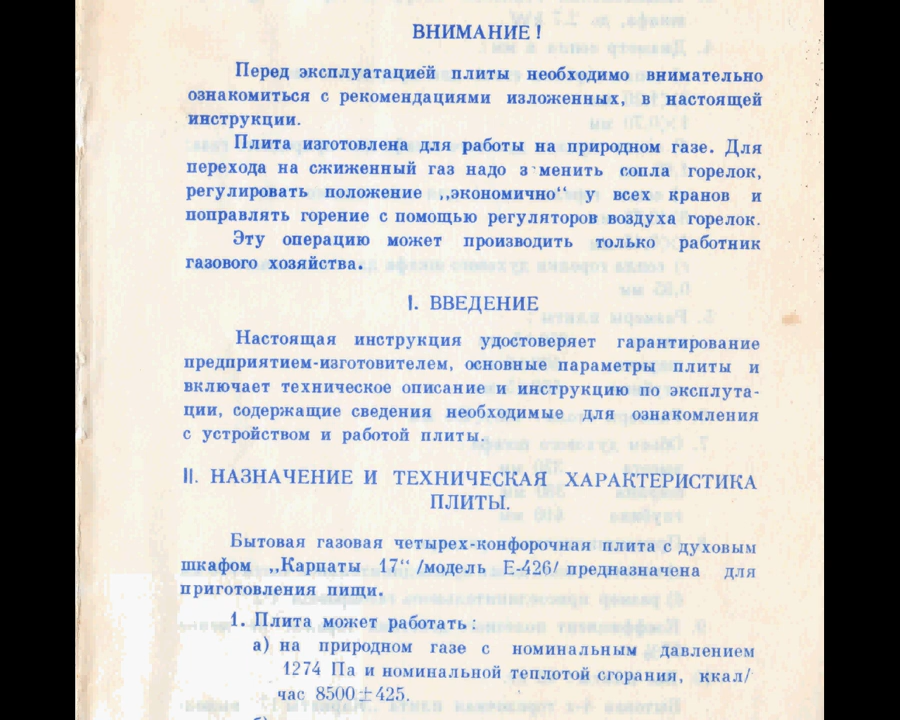 ВНИМАНИЕ!
Перед эксплуатацией плиты необходимо внимательно
ознакомиться с рекомендациями изложенных, в настоящей
инструкции.
Плита изготовлена для работы на природном газе. Для
перехода на сжиженный газ надо заменить сопла горелок,
регулировать положение ,,экономично“ у всех кранов и
поправлять горение с помощью регуляторов воздуха горелок.
Эту операцию может производить только работник
газового хозяйства.
I. ВВЕДЕНИЕ
Настоящая инструкция удостоверяет гарантирование
предприятием-изготовителем, основные параметры плиты и
включает техническое описание и инструкцию по эксплута-
ции, содержащие сведения необходимые для ознакомления
с устройством и работой плиты.
II. НАЗНАЧЕНИЕ И ТЕХНИЧЕСКАЯ ХАРАКТЕРИСТИКА
ПЛИТЫ.
Бытовая газовая четырех-конфорочная плита с духовым
шкафом ,,Карпаты 17“ /модель Е-426/ предназначена для
приготовления пищи.
1. Плита может работать:
а) на природном газе с номинальным давлением
1274 Па и номинальной теплотой сгорания, ккал/
час 8500±425.